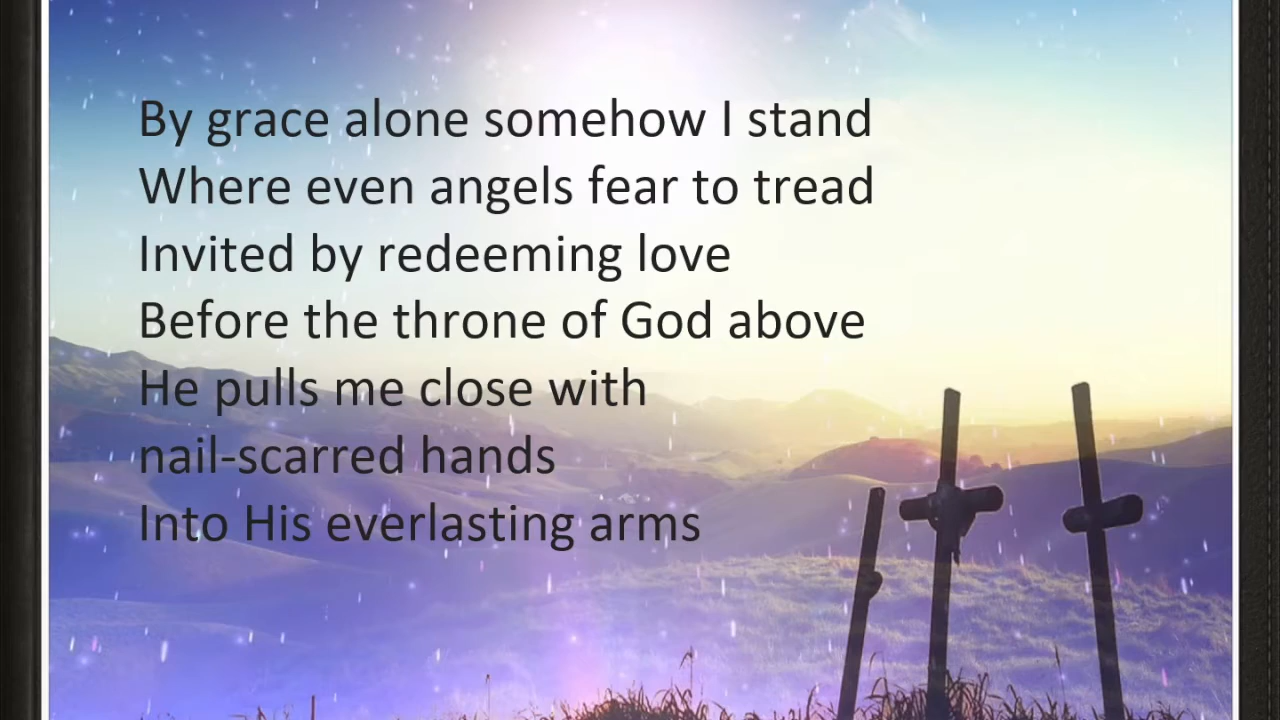 By grace alone somehow I stand
Where even angels fear to tread
Invited by redeeming love
Before the throne of God above
He pulls me close with
nail-scarred hands
Into His everlasting arms